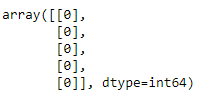 array([[0],
       [0],
       [0],
       [0],
       [0]], dtype=int64)